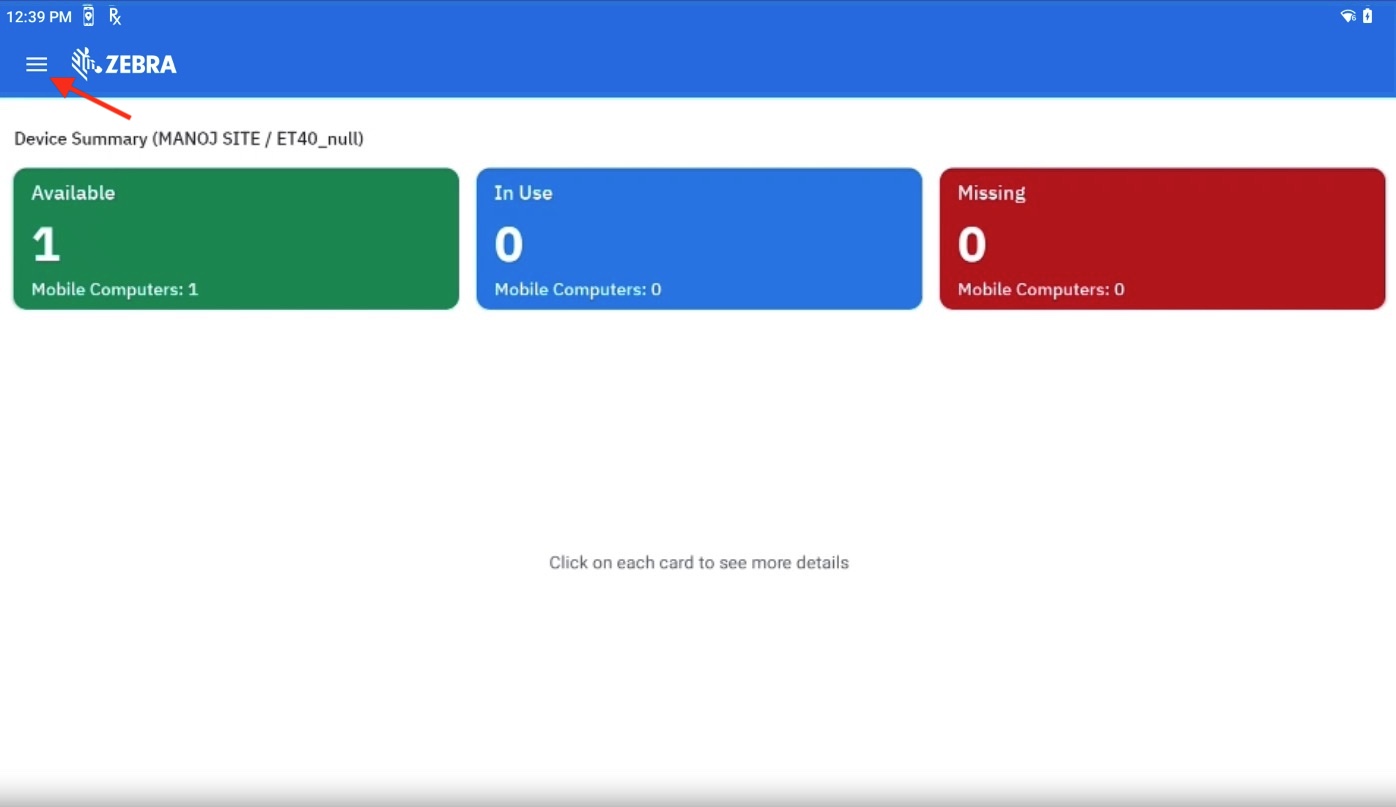 12:39 PM
ZEBRA
Device Summary (MANOJ SITE / ET40_null)
Available
1
Mobile Computers: 1
In Use
0
Mobile Computers: 0
Missing
0
Mobile Computers: 0
Click on each card to see more details